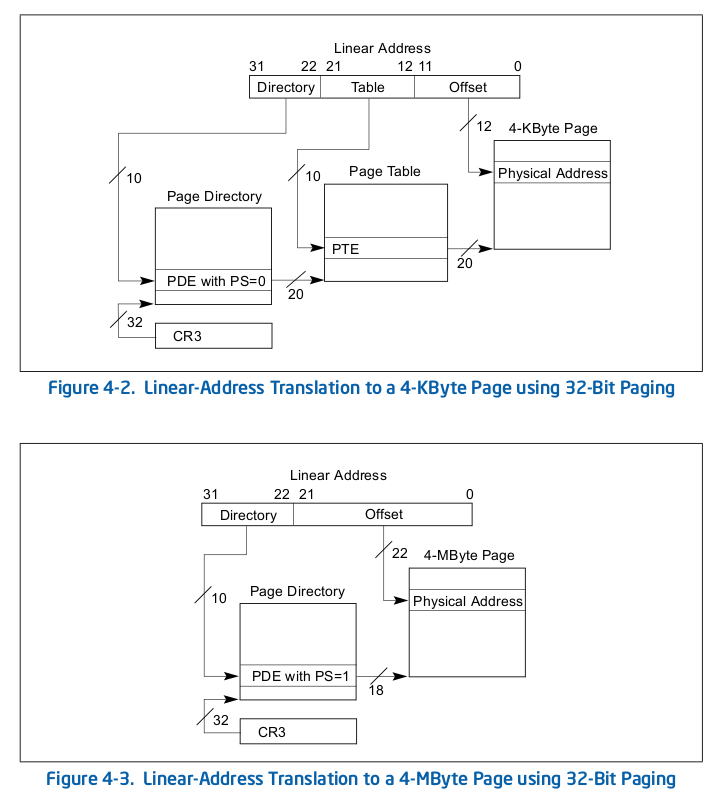 Linear Address
31 22 21 12 11 0
Directory Table Offset
12
4-KByte Page
10
10
Page Table
Physical Address
Page Directory
PTE
20
PDE with PS=0
20
32
CR3
Figure 4-2. Linear-Address Translation to a 4-KByte Page using 32-Bit Paging
Linear Address
31 22 21 0
Directory Offset
22
4-MByte Page
10
Page Directory
Physical Address
PDE with PS=1
18
32
CR3
Figure 4-3. Linear-Address Translation to a 4-MByte Page using 32-Bit Paging